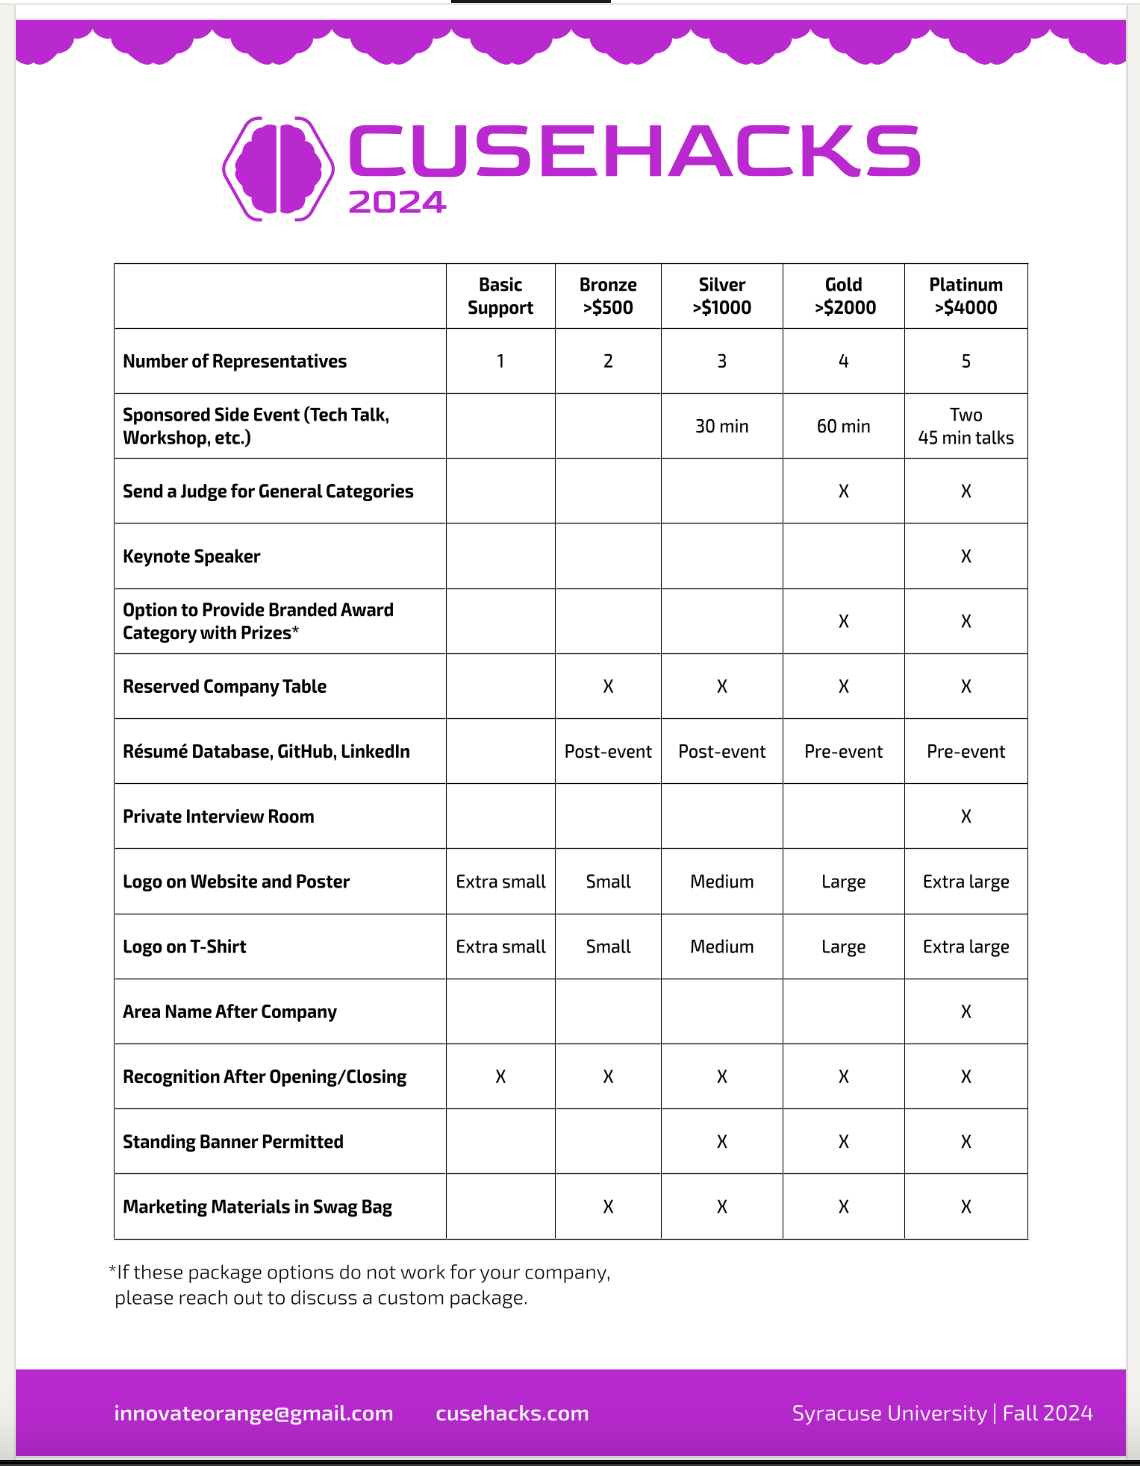 CUSEHACKS
2024
Basic Support Bronze >$500 Silver >$1000 Gold >$2000 Platinum >$4000
Number of Representatives 1 2 3 4 5
Sponsored Side Event (Tech Talk, Workshop, etc.) 30 min 60 min Two 45 min talks
Send a Judge for General Categories X X
Keynote Speaker X
Option to Provide Branded Award Category with Prizes* X X
Reserved Company Table X X X X
Résumé Database, GitHub, LinkedIn Post-event Post-event Pre-event Pre-event
Private Interview Room X
Logo on Website and Poster Extra small Small Medium Large Extra large
Logo on T-Shirt Extra small Small Medium Large Extra large
Area Name After Company X
Recognition After Opening/Closing X X X X X
Standing Banner Permitted X X X
Marketing Materials in Swag Bag X X X X
*If these package options do not work for your company,
please reach out to discuss a custom package.
innovateorange@gmail.com cusehacks.com Syracuse University | Fall 2024